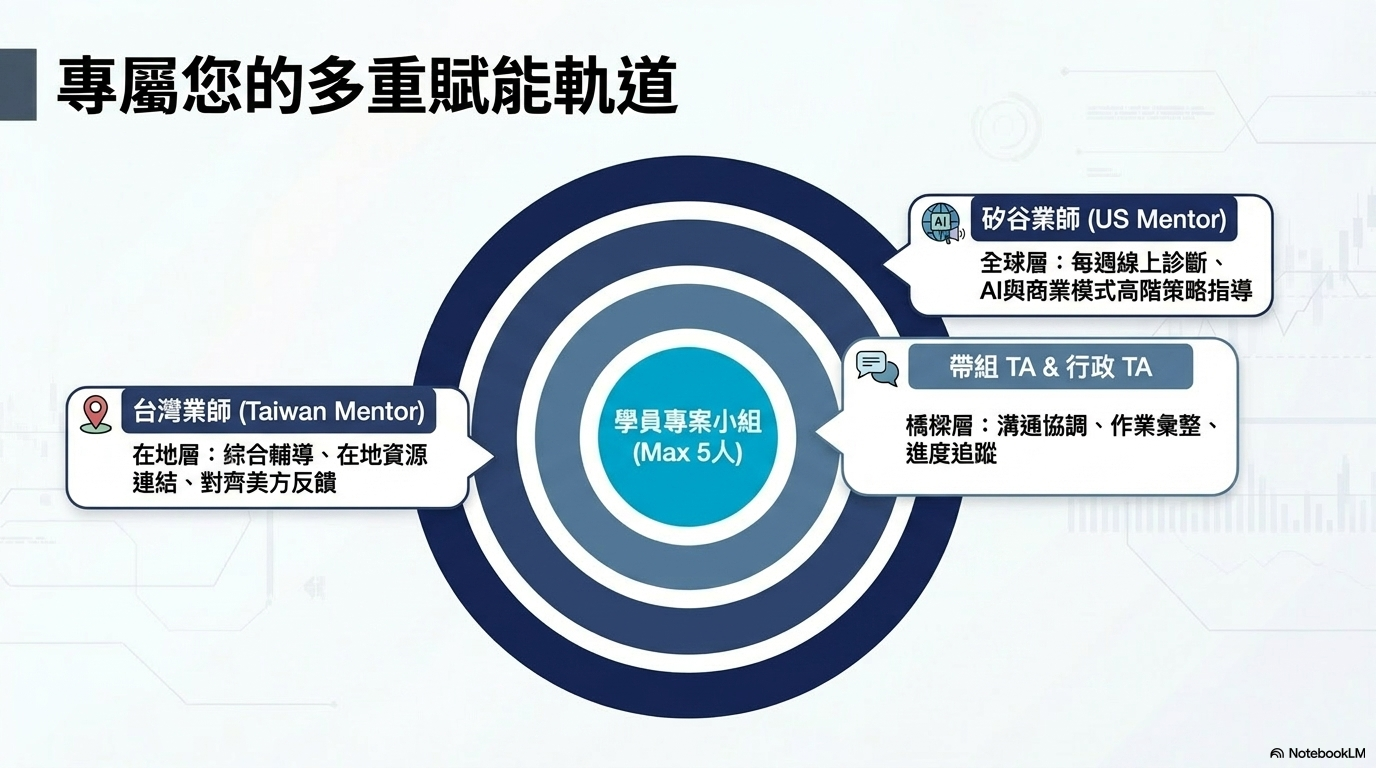 專屬您的多重賦能軌道
AI
矽谷業師 (US Mentor)
全球層：每週線上診斷、
AI與商業模式高階策略指導
帶組 TA & 行政 TA
橋樑層：溝通協調、作業彙整、
進度追蹤
台灣業師 (Taiwan Mentor)
在地層：綜合輔導、在地資源
連結、對齊美方反饋
學員專案小組
(Max 5人)
NotebookLM